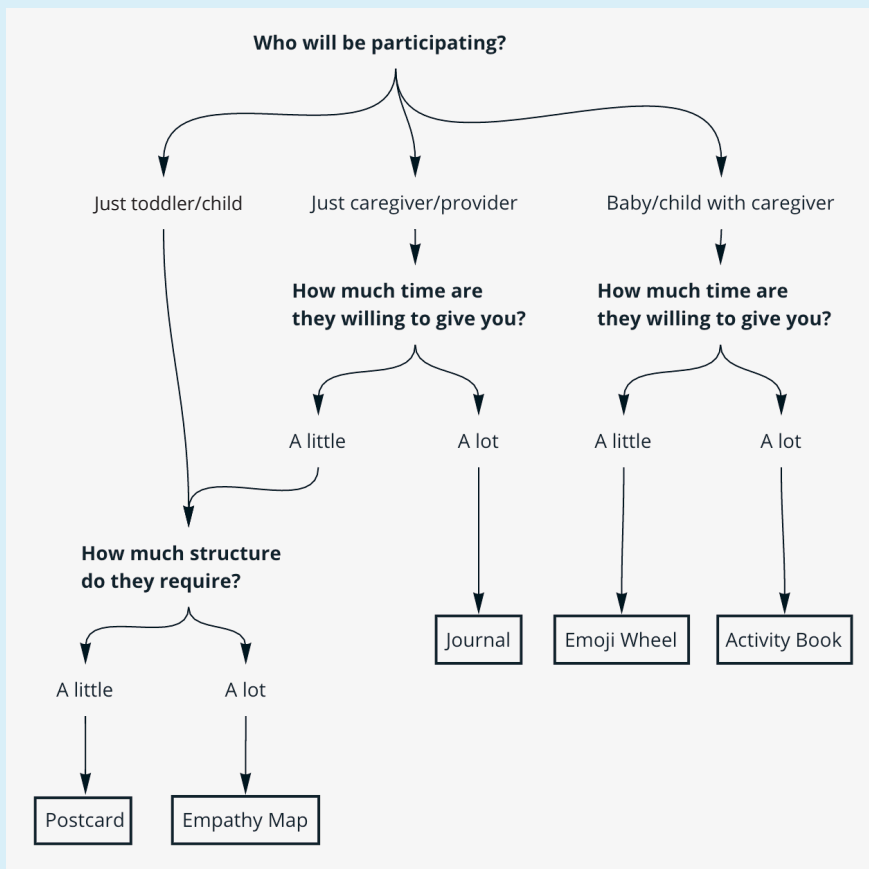 Who will be participating?
Just toddler/child
Just caregiver/provider
Baby/child with caregiver
How much time are
they willing to give you?
How much time are
they willing to give you?
A little
A lot
A little
A lot
How much structure
do they require?
Journal
Emoji Wheel
Activity Book
A little
A lot
Postcard
Empathy Map